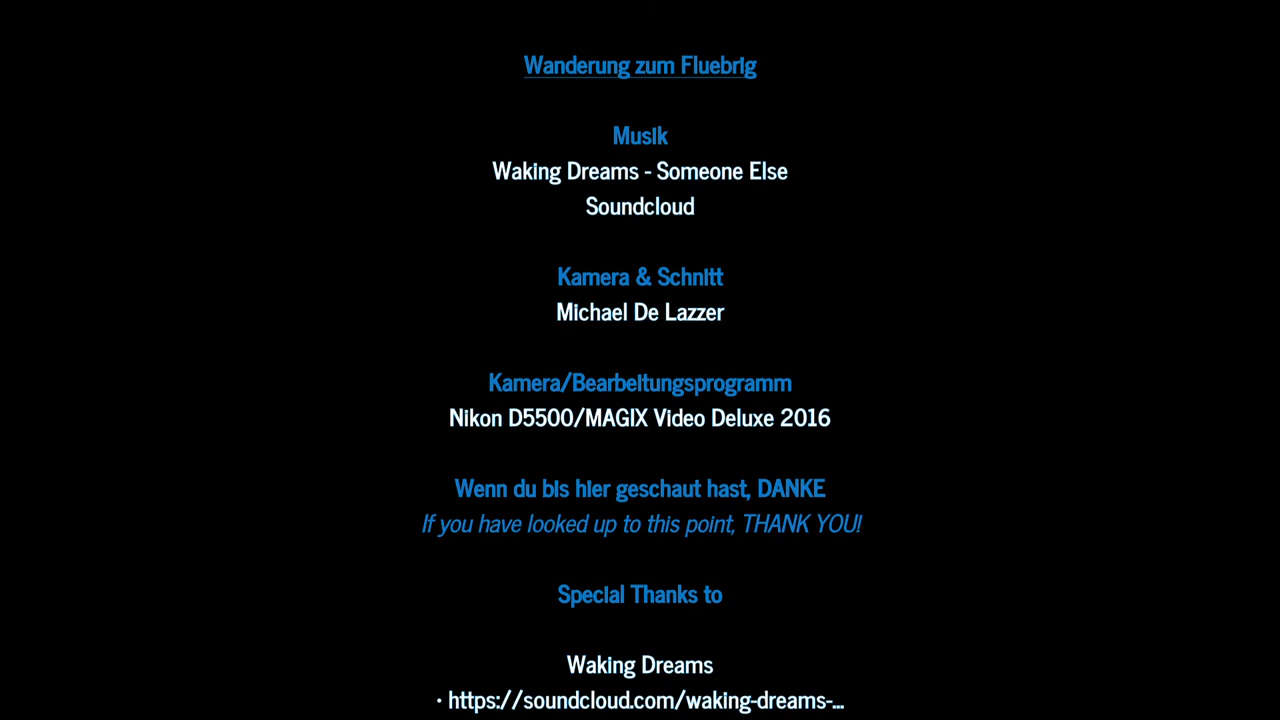 Wanderung zum Fluebrig
Musik
Waking Dreams - Someone Else
Soundcloud
Kamera & Schnitt
Michael De Lazzer
Kamera/Bearbeitungsprogramm
Nikon D5500/MAGIX Video Deluxe 2016
Wenn du bis hier geschaut hast, DANKE
If you have looked up to this point, THANK YOU!
Special Thanks to
Waking Dreams
· https://soundcloud.com/waking-dreams-...